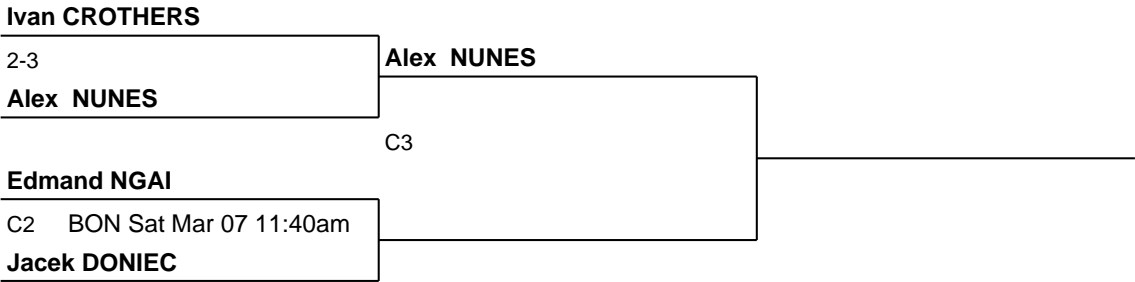 Ivan CROTHERS
2-3
Alex NUNES
Alex NUNES
C3
Edmand NGAI
C2 BON Sat Mar 07 11:40am
Jacek DONIEC